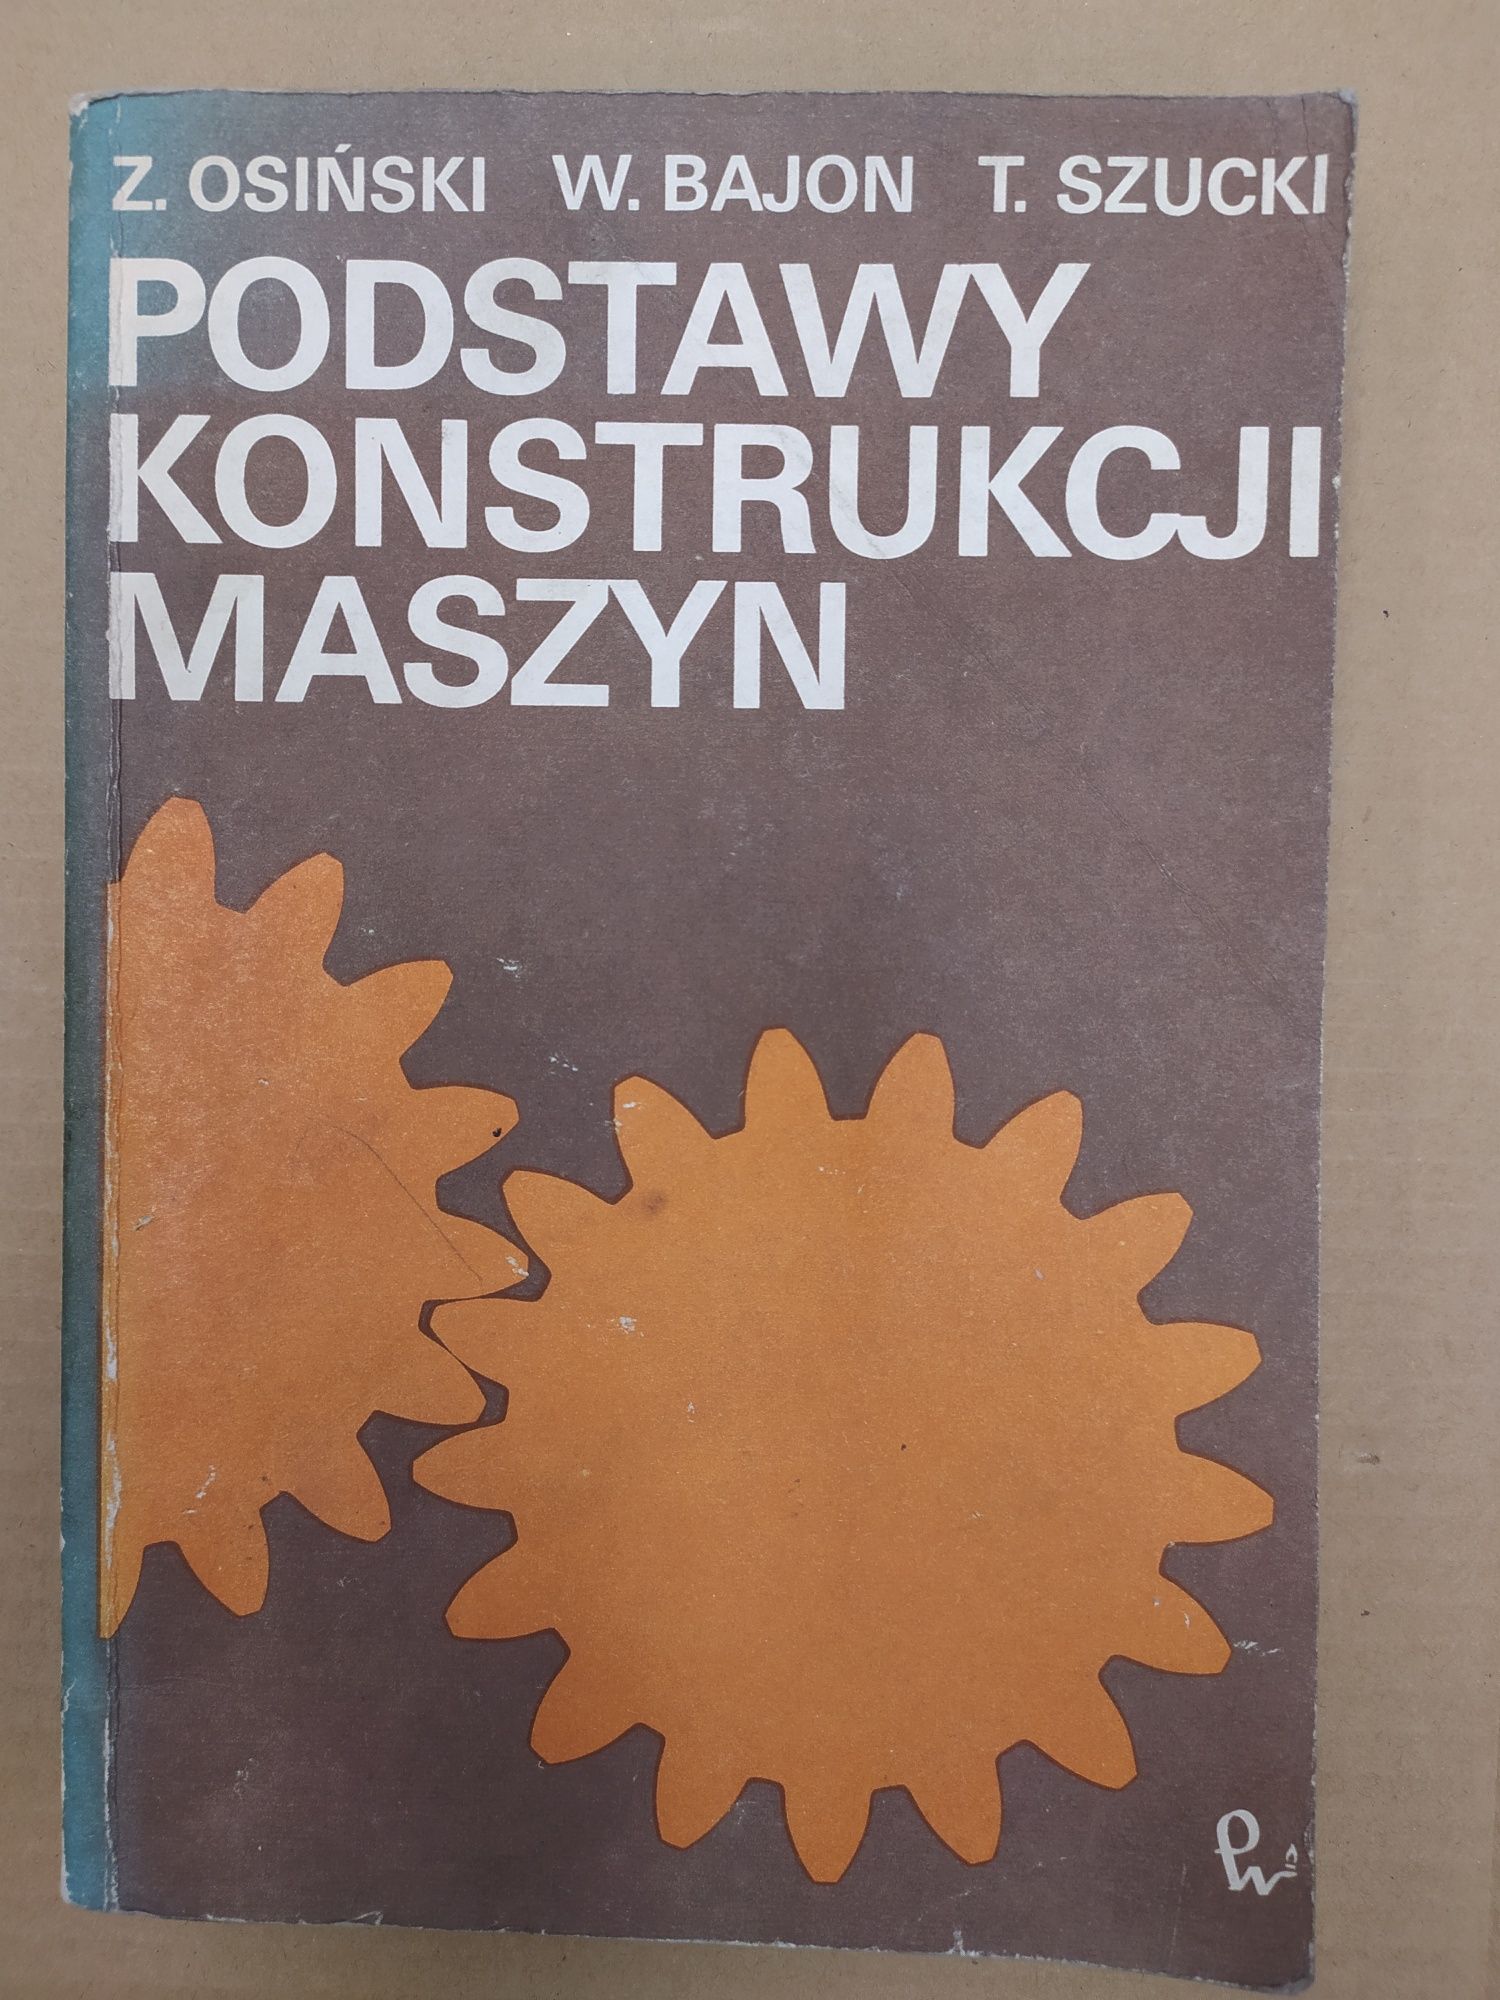 Z. OSIŃSKI W. BAJON T. SZUCKI
PODSTAWY
KONSTRUKCJI
MASZYN